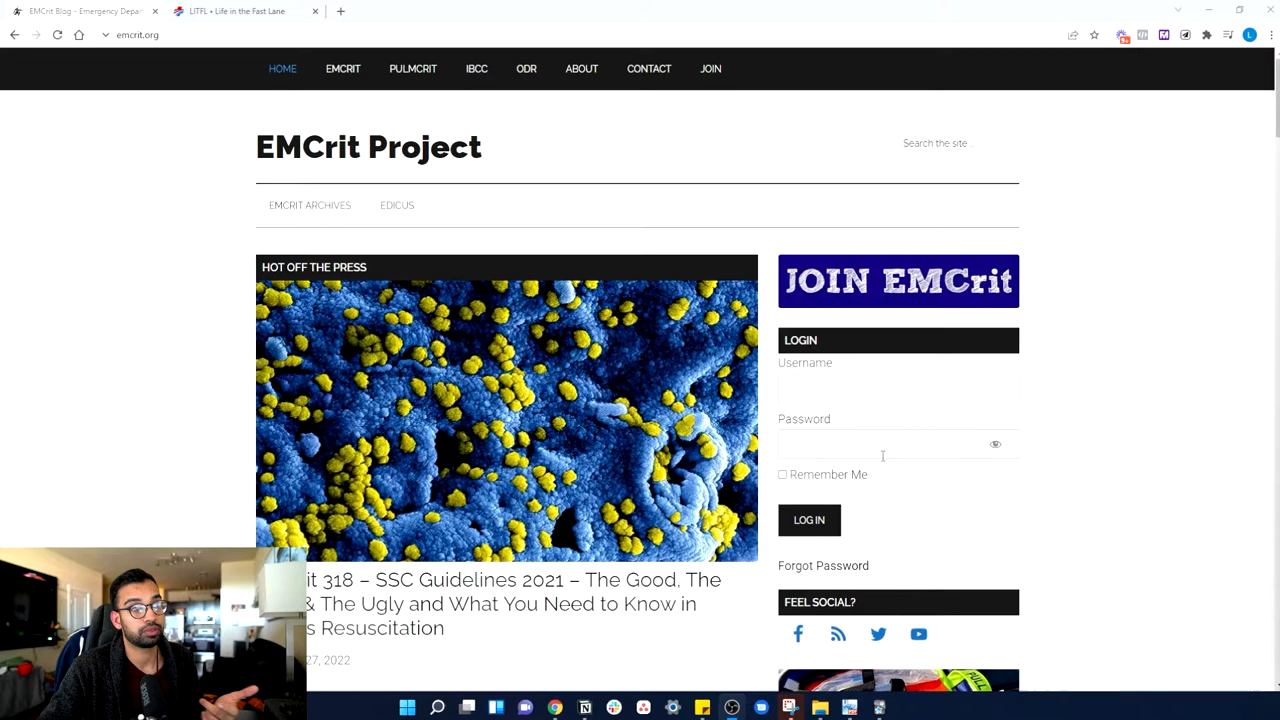 EMCrit Blog - Emergency Depar
LITFL • Life in the Fast Lane
emcrit.org
HOME
EMCRIT
PULMCRIT
IBCC
ODR
ABOUT
CONTACT
JOIN
EMCrit Project
Search the site ..
EMCRIT ARCHIVES
EDICUS
HOT OFF THE PRESS
it 318 – SSC Guidelines 2021 – The Good, The
& The Ugly and What You Need to Know in
s Resuscitation
27, 2022
JOIN EMCrit
LOGIN
Username
Password
Remember Me
LOG IN
Forgot Password
FEEL SOCIAL?
PULL